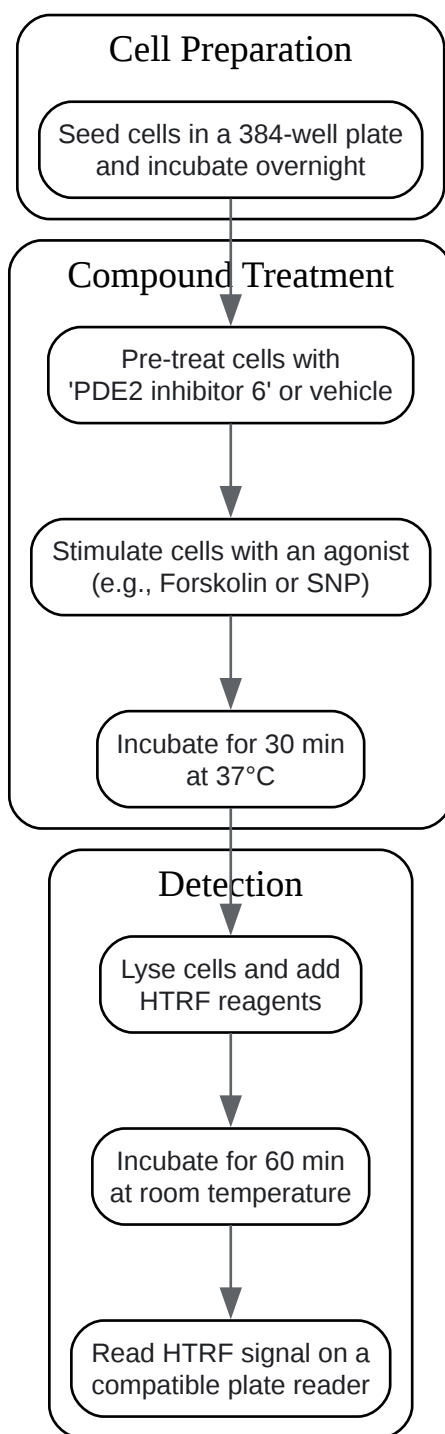 Cell Preparation
Seed cells in a 384-well plate
and incubate overnight
Compound Treatment
Pre-treat cells with
'PDE2 inhibitor 6' or vehicle
Stimulate cells with an agonist
(e.g., Forskolin or SNP)
Incubate for 30 min
at 37°C
Detection
Lyse cells and add
HTRF reagents
Incubate for 60 min
at room temperature
Read HTRF signal on a
compatible plate reader